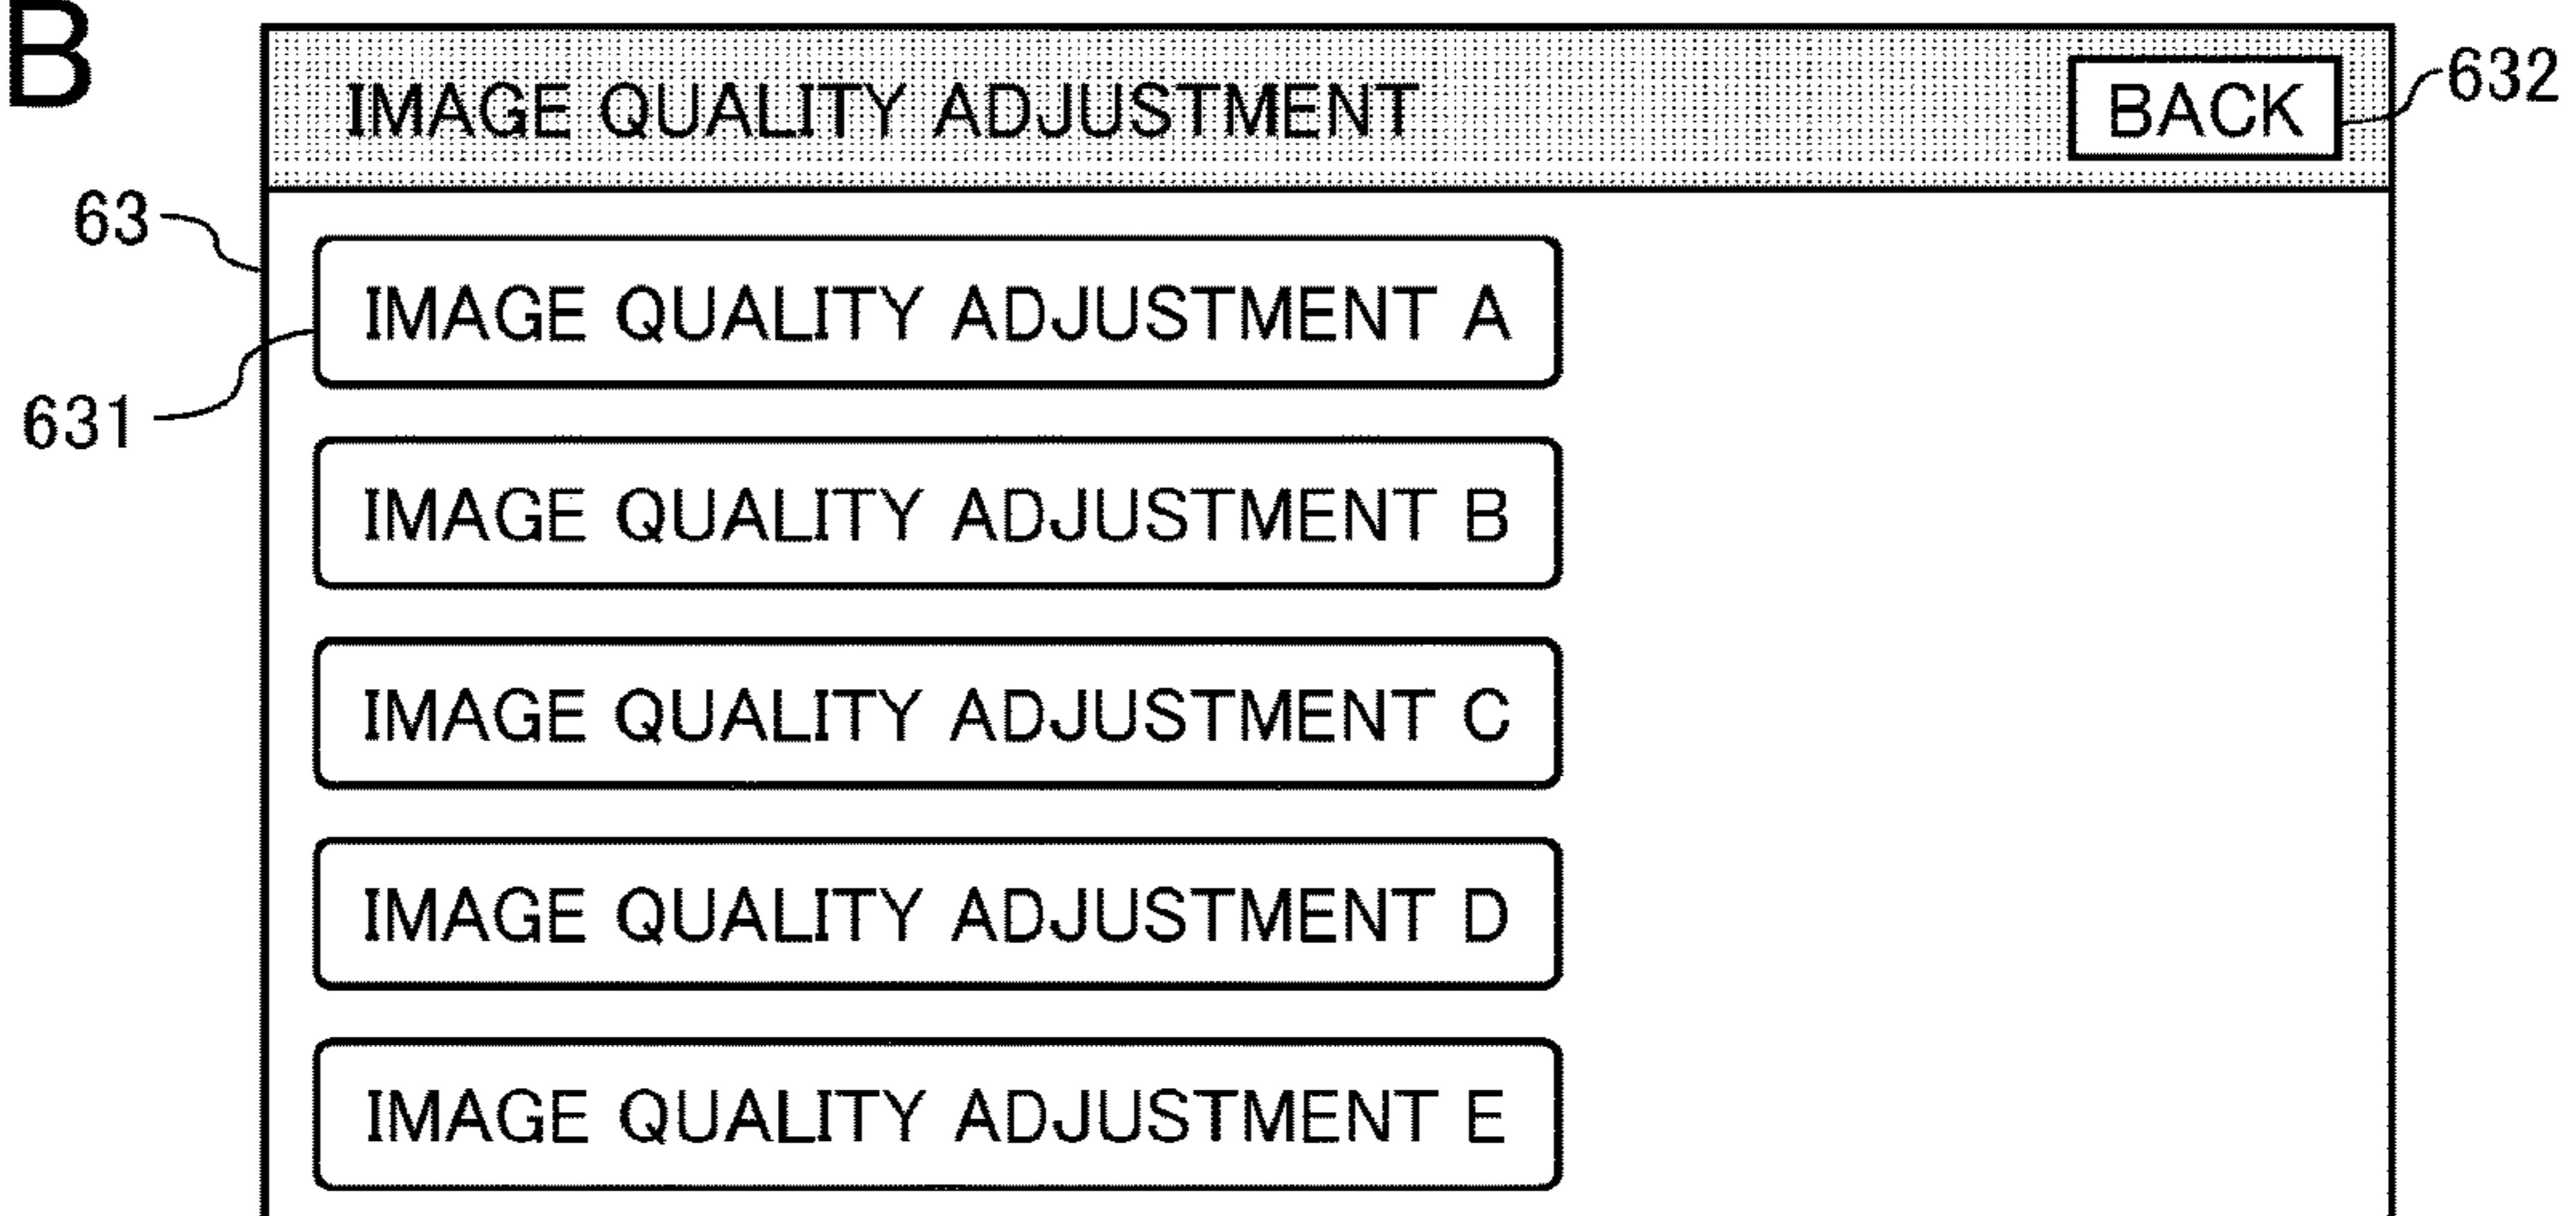 B
IMAGE QUALITY ADJUSTMENT
BACK
632
63
IMAGE QUALITY ADJUSTMENT A
631
IMAGE QUALITY ADJUSTMENT B
IMAGE QUALITY ADJUSTMENT C
IMAGE QUALITY ADJUSTMENT D
IMAGE QUALITY ADJUSTMENT E